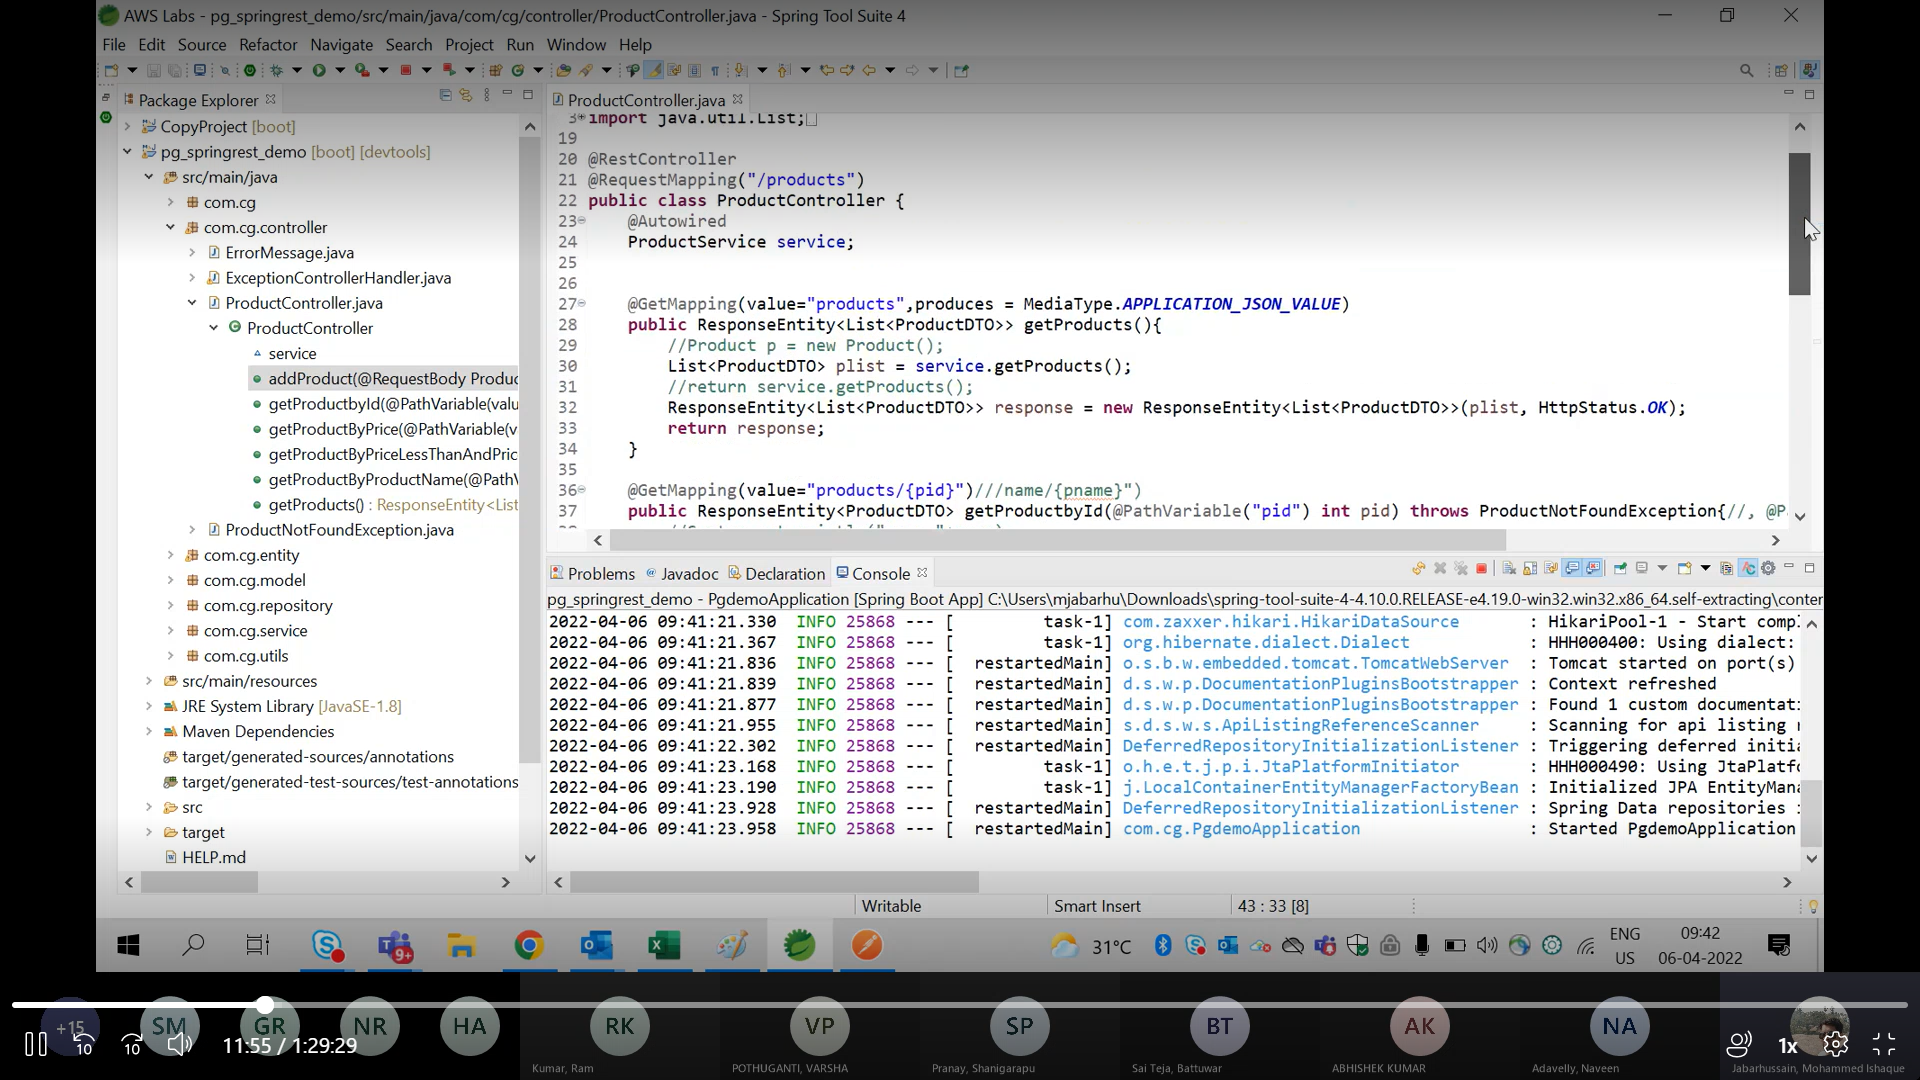 AWS Labs - pg_springrest_demo/src/main/java/com/cg/controller/ProductController.java - Spring Tool Suite 4
File Edit Source Refactor Navigate Search Project Run Window Help
Package Explorer
CopyProject [boot]
pg_springrest_demo [boot] [devtools]
src/main/java
com.cg
com.cg.controller
ErrorMessage.java
ExceptionControllerHandler.java
ProductController.java
ProductController
service
addProduct(@RequestBody Produc
getProductbyId(@PathVariable(valu
getProductByPrice(@PathVariable(v
getProductByPriceLessThanAndPric
getProductByProductName(@PathV
getProducts() : ResponseEntity<List
ProductNotFoundException.java
com.cg.entity
com.cg.model
com.cg.repository
com.cg.service
com.cg.utils
src/main/resources
JRE System Library [JavaSE-1.8]
Maven Dependencies
target/generated-sources/annotations
target/generated-test-sources/test-annotations
src
target
HELP.md
ProductController.java
3 import java.util.List;
19
20 @RestController
21 @RequestMapping("/products")
22 public class ProductController {
23 @Autowired
24 ProductService service;
25
26
27 @GetMapping(value="products",produces = MediaType.APPLICATION_JSON_VALUE)
28 public ResponseEntity<List<ProductDTO>> getProducts(){
29 //Product p = new Product();
30 List<ProductDTO> plist = service.getProducts();
31 //return service.getProducts();
32 ResponseEntity<List<ProductDTO>> response = new ResponseEntity<List<ProductDTO>>(plist, HttpStatus.OK);
33 return response;
34 }
35
36 @GetMapping(value="products/{pid}")///name/{pname}")
37 public ResponseEntity<ProductDTO> getProductbyId(@PathVariable("pid") int pid) throws ProductNotFoundException{//, @P
Problems Javadoc Declaration Console
pg_springrest_demo - PgdemoApplication [Spring Boot App] C:\Users\mjabarhu\Downloads\spring-tool-suite-4-4.10.0.RELEASE-e4.19.0-win32.win32.x86_64.self-extracting\conter
2022-04-06 09:41:21.330 INFO 25868 --- [ task-1] com.zaxxer.hikari.HikariDataSource : HikariPool-1 - Start compl
2022-04-06 09:41:21.367 INFO 25868 --- [ task-1] org.hibernate.dialect.Dialect : HHH000400: Using dialect:
2022-04-06 09:41:21.836 INFO 25868 --- [ restartedMain] o.s.b.w.embedded.tomcat.TomcatWebServer : Tomcat started on port(s)
2022-04-06 09:41:21.839 INFO 25868 --- [ restartedMain] d.s.w.p.DocumentationPluginsBootstrapper : Context refreshed
2022-04-06 09:41:21.877 INFO 25868 --- [ restartedMain] d.s.w.p.DocumentationPluginsBootstrapper : Found 1 custom documentati
2022-04-06 09:41:21.955 INFO 25868 --- [ restartedMain] s.d.s.w.s.ApiListingReferenceScanner : Scanning for api listing
2022-04-06 09:41:22.302 INFO 25868 --- [ restartedMain] DeferredRepositoryInitializationListener : Triggering deferred initia
2022-04-06 09:41:23.168 INFO 25868 --- [ task-1] o.h.e.t.j.p.i.JtaPlatformInitiator : HHH000490: Using JtaPlatfo
2022-04-06 09:41:23.190 INFO 25868 --- [ task-1] j.LocalContainerEntityManagerFactoryBean : Initialized JPA EntityMana
2022-04-06 09:41:23.928 INFO 25868 --- [ restartedMain] DeferredRepositoryInitializationListener : Spring Data repositories
2022-04-06 09:41:23.958 INFO 25868 --- [ restartedMain] com.cg.PgdemoApplication : Started PgdemoApplication
Writable Smart Insert 43 : 33 [8]
9+ 31°C ENG US 09:42 06-04-2022
+15 SM GR NR HA RK VP SP BT AK NA
10 10 11:55 / 1:29:29 1x
Kumar, Ram POTHUGANTI, VARSHA Pranay, Shanigarapu Sai Teja, Battuwar ABHISHEK KUMAR Adavelly, Naveen Jabarhussain, Mohammed Ishaque